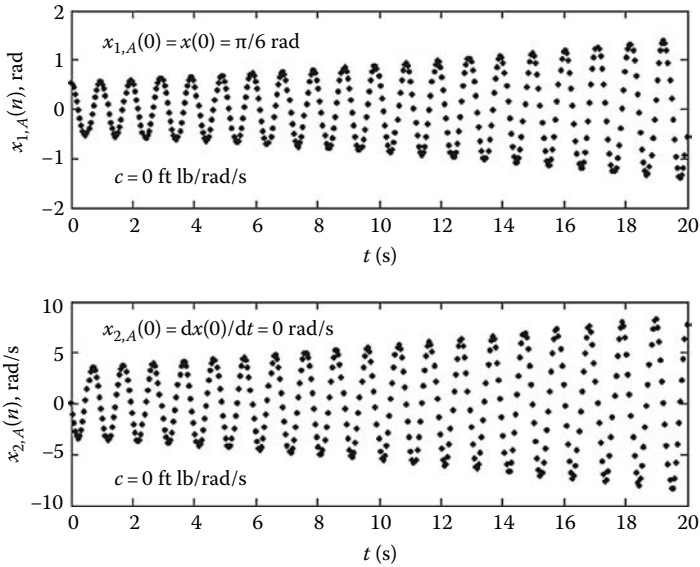 2
x₁,A(0) = x(0) = π/6 rad
1
0
−1
c = 0 ft lb/rad/s
−2
x₁,A(n), rad
0 2 4 6 8 10 12 14 16 18 20
t (s)
10
x₂,A(0) = dx(0)/dt = 0 rad/s
5
0
−5
c = 0 ft lb/rad/s
−10
x₂,A(n), rad/s
0 2 4 6 8 10 12 14 16 18 20
t (s)